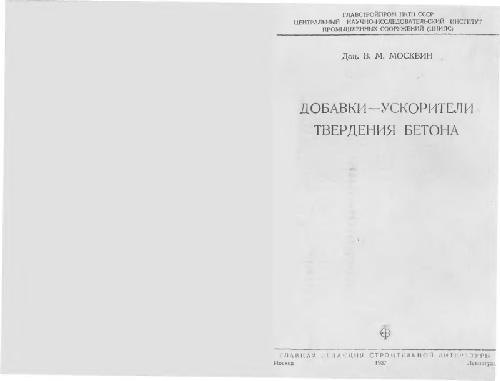 ГЛАВСТРОЙПРОМ НКТП СССР
ЦЕНТРАЛЬНЫЙ НАУЧНО-ИССЛЕДОВАТЕЛЬСКИЙ ИНСТИТУТ
ПРОМЫШЛЕННЫХ СООРУЖЕНИЙ (ЦНИПС)
Доц. В. М. МОСКВИН
ДОБАВКИ—УСКОРИТЕЛИ
ТВЕРДЕНИЯ БЕТОНА
ГЛАВНАЯ РЕДАКЦИЯ СТРОИТЕЛЬНОЙ ЛИТЕРАТУРЫ
Москва 1937 Ленинград